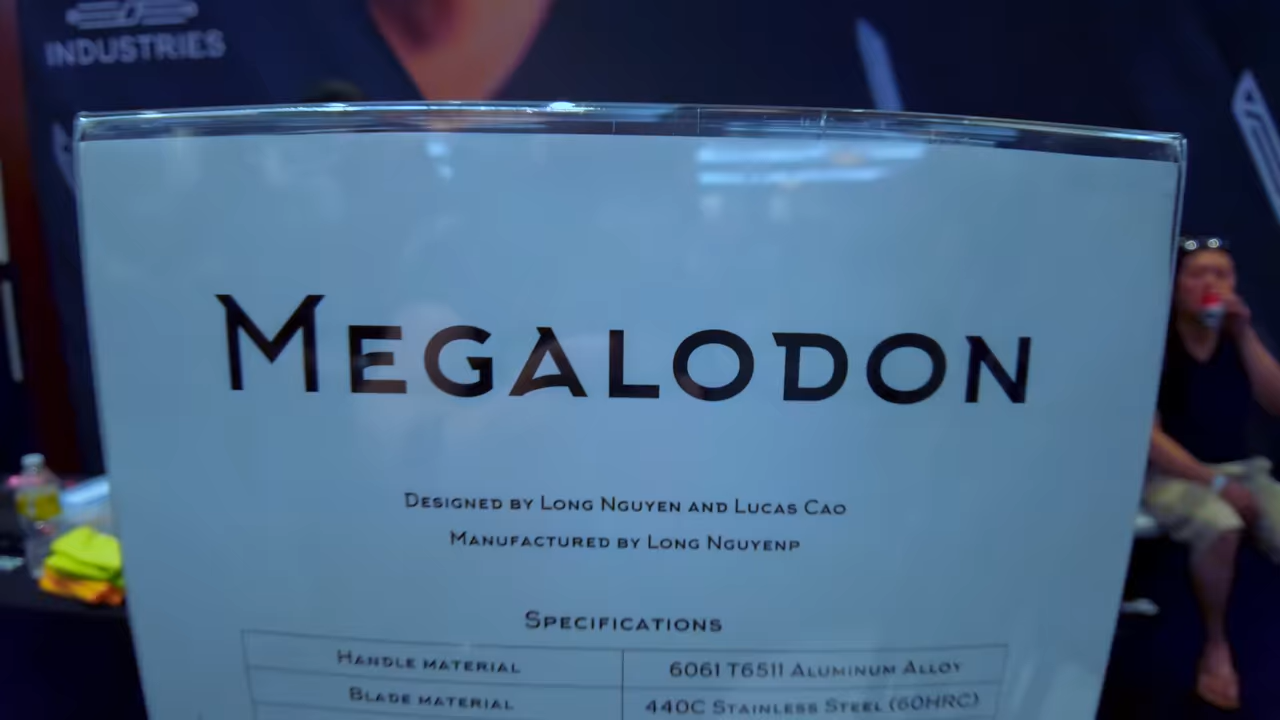 INDUSTRIES
MEGALODON
DESIGNED BY LONG NGUYEN AND LUCAS CAO
MANUFACTURED BY LONG NGUYENP
SPECIFICATIONS
HANDLE MATERIAL 6061 T6511 ALUMINUM ALLOY
BLADE MATERIAL 440C STAINLESS STEEL (60HRC)